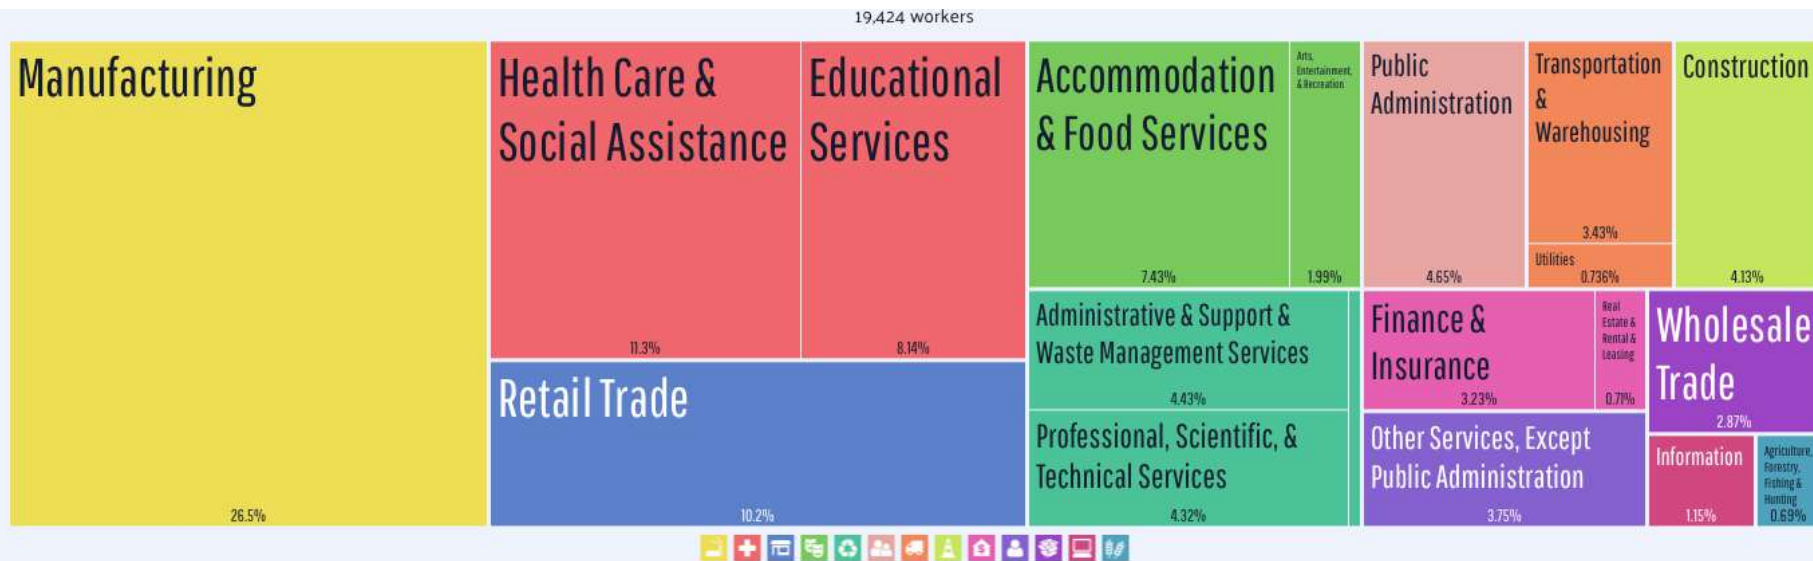 19,424 workers
Manufacturing
26.5%
Health Care &
Social Assistance
11.3%
Educational
Services
8.14%
Retail Trade
10.2%
Accommodation
& Food Services
7.43%
Arts,
Entertainment,
& Recreation
1.99%
Administrative & Support &
Waste Management Services
4.43%
Professional, Scientific, &
Technical Services
4.32%
Public
Administration
4.65%
Transportation
&
Warehousing
3.43%
Utilities
0.736%
Construction
4.13%
Finance &
Insurance
3.23%
Real
Estate &
Rental &
Leasing
0.71%
Other Services, Except
Public Administration
3.75%
Wholesale
Trade
2.87%
Information
1.15%
Agriculture,
Forestry,
Fishing &
Hunting
0.69%